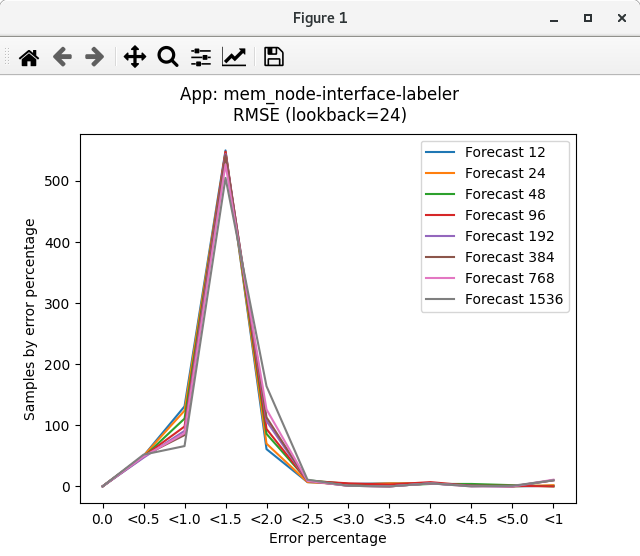 Figure 1
App: mem_node-interface-labeler
RMSE (lookback=24)
Samples by error percentage
500
400
300
200
100
0
Forecast 12
Forecast 24
Forecast 48
Forecast 96
Forecast 192
Forecast 384
Forecast 768
Forecast 1536
0.0 <0.5 <1.0 <1.5 <2.0 <2.5 <3.0 <3.5 <4.0 <4.5 <5.0 <1
Error percentage